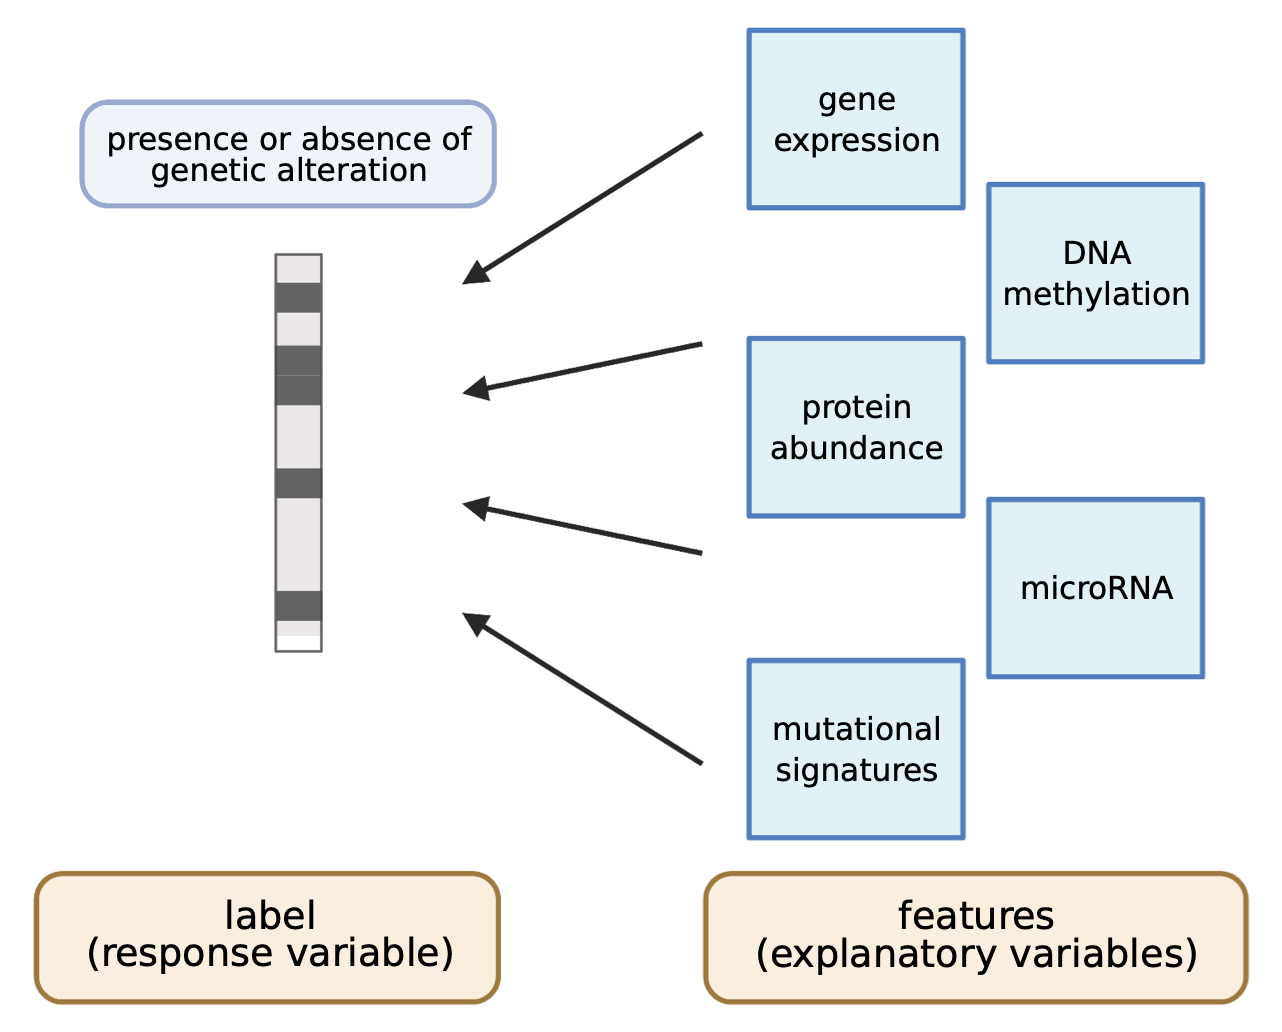 presence or absence of
genetic alteration
gene
expression
DNA
methylation
protein
abundance
microRNA
mutational
signatures
label
(response variable)
features
(explanatory variables)